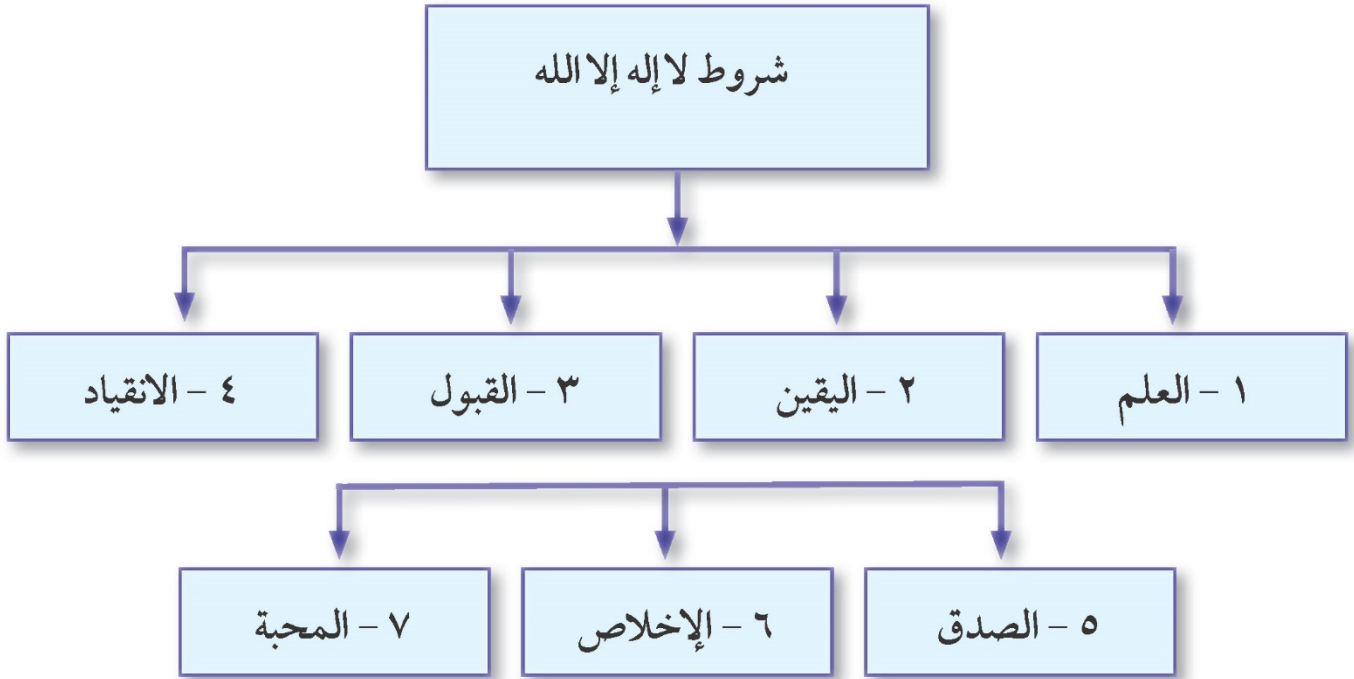 شروط لا إله إلا الله
١ – العلم
٢ – اليقين
٣ – القبول
٤ – الانقياد
٥ – الصدق
٦ – الإخلاص
٧ – المحبة